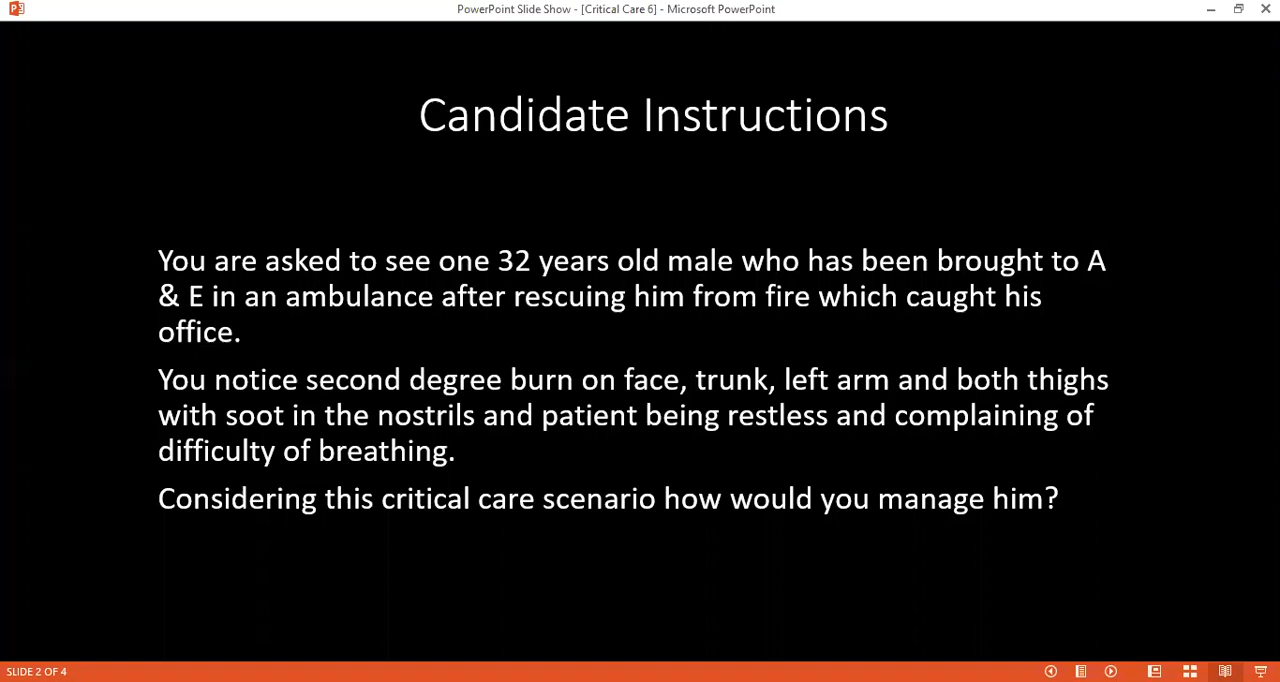 PowerPoint Slide Show - [Critical Care 6] - Microsoft PowerPoint
Candidate Instructions
You are asked to see one 32 years old male who has been brought to A
& E in an ambulance after rescuing him from fire which caught his
office.
You notice second degree burn on face, trunk, left arm and both thighs
with soot in the nostrils and patient being restless and complaining of
difficulty of breathing.
Considering this critical care scenario how would you manage him?
SLIDE 2 OF 4